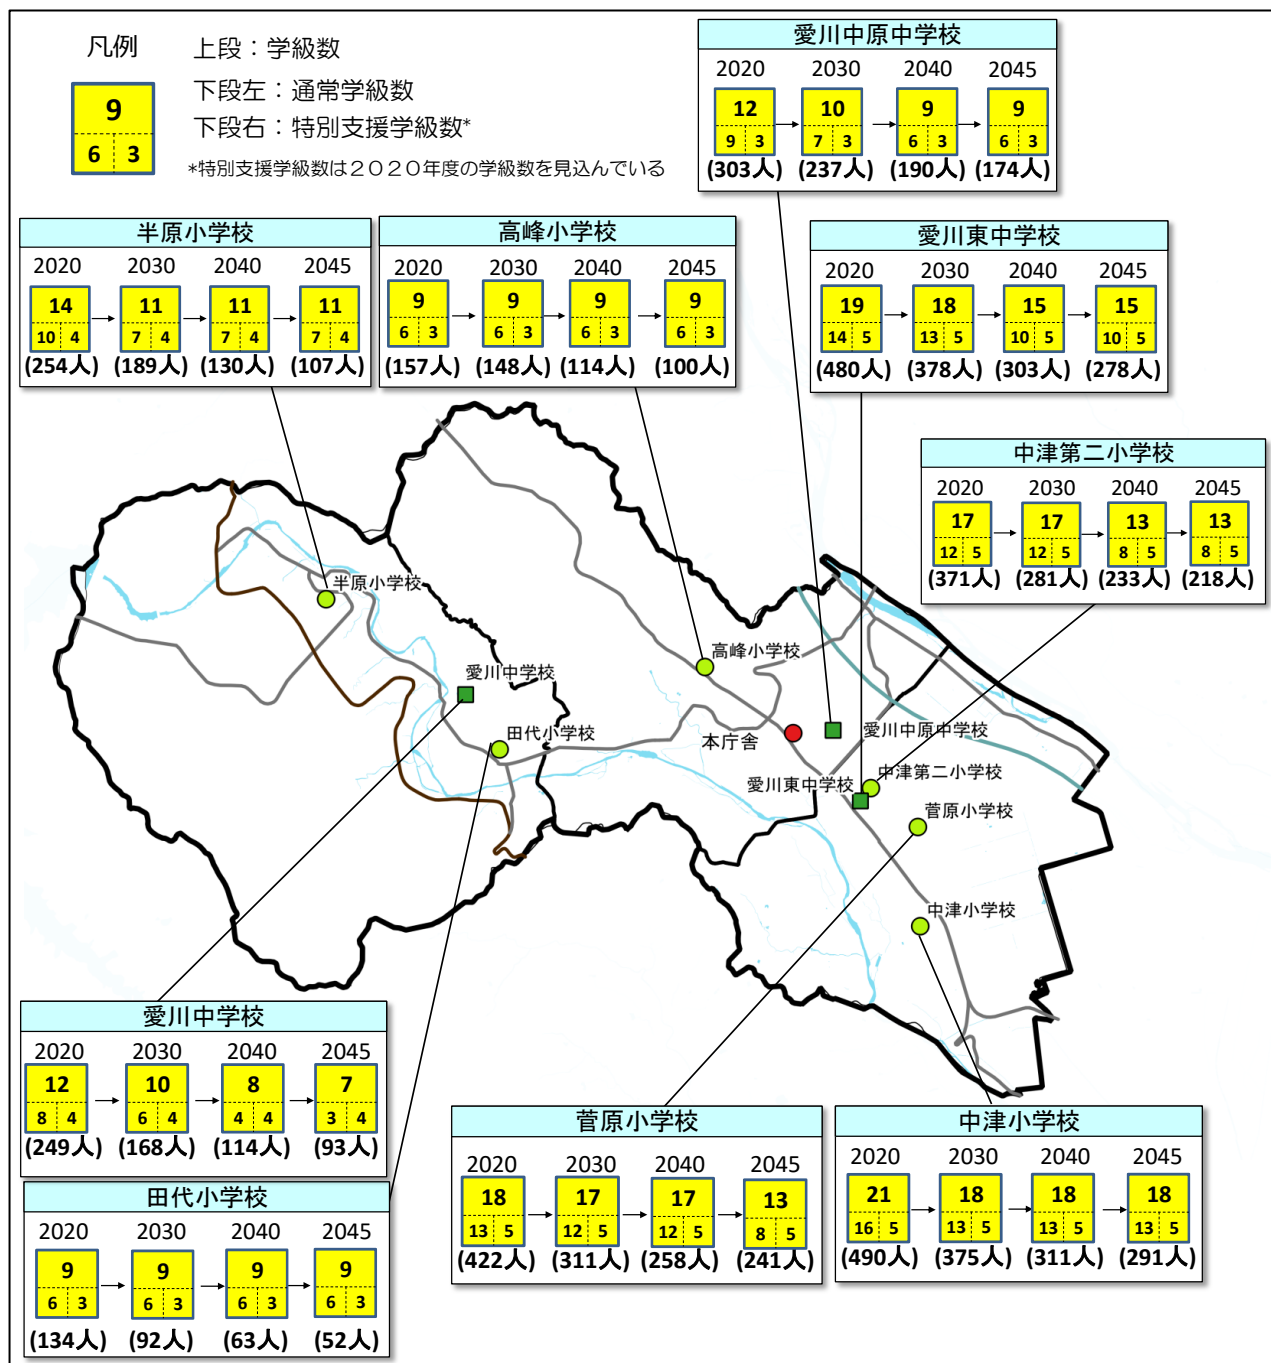 凡例
上段：学級数
下段左：通常学級数
下段右：特別支援学級数*
*特別支援学級数は２０２０年度の学級数を見込んでいる
9
6 3
愛川中原中学校
2020 2030 2040 2045
12 10 9 9
9 3 7 3 6 3 6 3
(303人) (237人) (190人) (174人)
半原小学校
2020 2030 2040 2045
14 11 11 11
10 4 7 4 7 4 7 4
(254人) (189人) (130人) (107人)
高峰小学校
2020 2030 2040 2045
9 9 9 9
6 3 6 3 6 3 6 3
(157人) (148人) (114人) (100人)
愛川東中学校
2020 2030 2040 2045
19 18 15 15
14 5 13 5 10 5 10 5
(480人) (378人) (303人) (278人)
中津第二小学校
2020 2030 2040 2045
17 17 13 13
12 5 12 5 8 5 8 5
(371人) (281人) (233人) (218人)
半原小学校
高峰小学校
愛川中学校
田代小学校
本庁舎
愛川中原中学校
中津第二小学校
愛川東中学校
菅原小学校
中津小学校
愛川中学校
2020 2030 2040 2045
12 10 8 7
8 4 6 4 4 4 3 4
(249人) (168人) (114人) (93人)
田代小学校
2020 2030 2040 2045
9 9 9 9
6 3 6 3 6 3 6 3
(134人) (92人) (63人) (52人)
菅原小学校
2020 2030 2040 2045
18 17 17 13
13 5 12 5 12 5 8 5
(422人) (311人) (258人) (241人)
中津小学校
2020 2030 2040 2045
21 18 18 18
16 5 13 5 13 5 13 5
(490人) (375人) (311人) (291人)